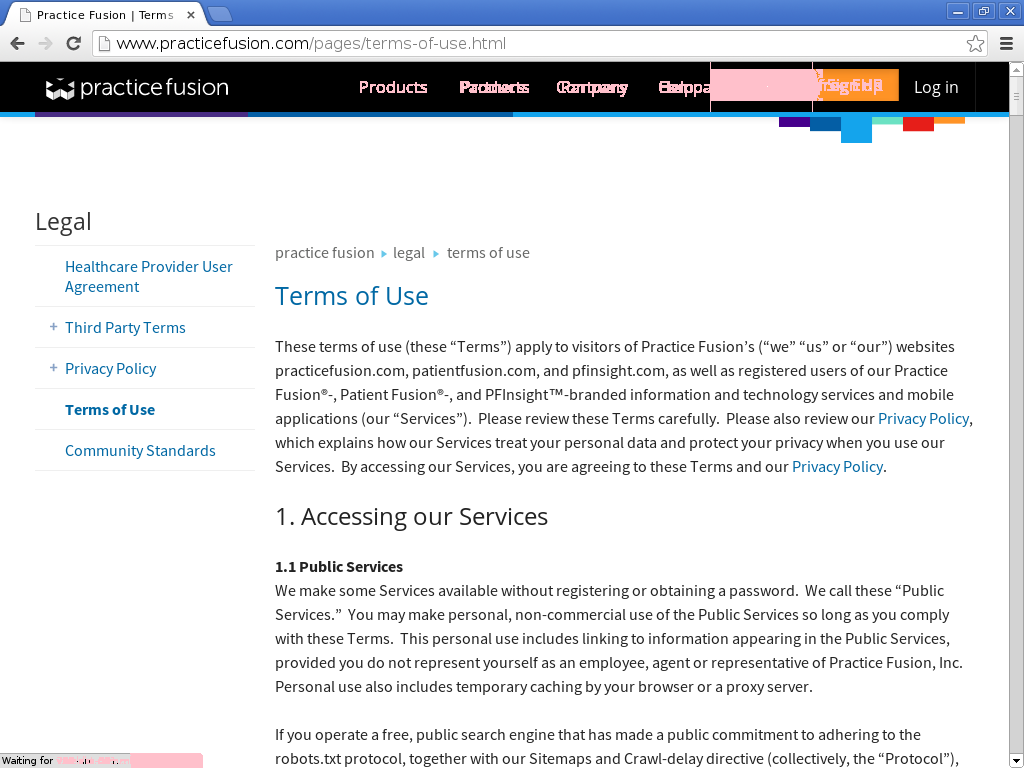 Practice Fusion | Terms
www.practicefusion.com/pages/terms-of-use.html
practice fusion
Products
Log in
Legal
Healthcare Provider User
Agreement
+ Third Party Terms
+ Privacy Policy
Terms of Use
Community Standards
practice fusion legal terms of use
Terms of Use
These terms of use (these “Terms”) apply to visitors of Practice Fusion’s (“we” “us” or “our”) websites
practicefusion.com, patientfusion.com, and pfinsight.com, as well as registered users of our Practice
Fusion®-, Patient Fusion®-, and PFInsight™-branded information and technology services and mobile
applications (our “Services”).  Please review these Terms carefully.  Please also review our Privacy Policy,
which explains how our Services treat your personal data and protect your privacy when you use our
Services.  By accessing our Services, you are agreeing to these Terms and our Privacy Policy.
1. Accessing our Services
1.1 Public Services
We make some Services available without registering or obtaining a password.  We call these “Public
Services.”  You may make personal, non-commercial use of the Public Services so long as you comply
with these Terms.  This personal use includes linking to information appearing in the Public Services,
provided you do not represent yourself as an employee, agent or representative of Practice Fusion, Inc.
Personal use also includes temporary caching by your browser or a proxy server.
If you operate a free, public search engine that has made a public commitment to adhering to the
robots.txt protocol, together with our Sitemaps and Crawl-delay directive (collectively, the “Protocol”),
Waiting for